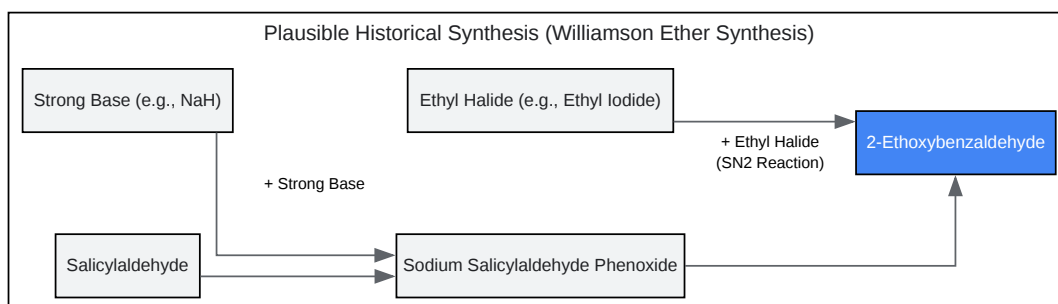 Plausible Historical Synthesis (Williamson Ether Synthesis)
Strong Base (e.g., NaH)
Ethyl Halide (e.g., Ethyl Iodide)
2-Ethoxybenzaldehyde
+ Ethyl Halide
(SN2 Reaction)
+ Strong Base
Salicylaldehyde
Sodium Salicylaldehyde Phenoxide